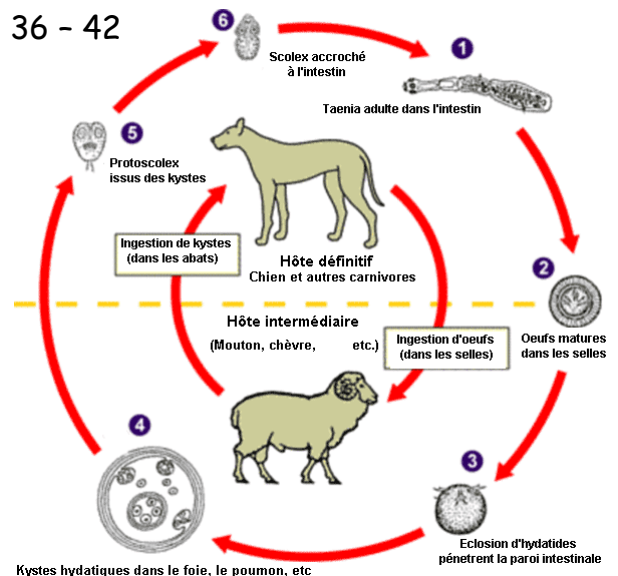 36 – 42
6
Scolex accroché
à l'intestin
1
Taenia adulte dans l'intestin
5
Protoscolex
issus des kystes
Ingestion de kystes
(dans les abats)
Hôte définitif
Chien et autres carnivores
2
Oeufs matures
dans les selles
Hôte intermédiaire
(Mouton, chèvre, etc.)
Ingestion d'oeufs
(dans les selles)
4
3
Eclosion d'hydatides
pénetrent la paroi intestinale
Kystes hydatiques dans le foie, le poumon, etc